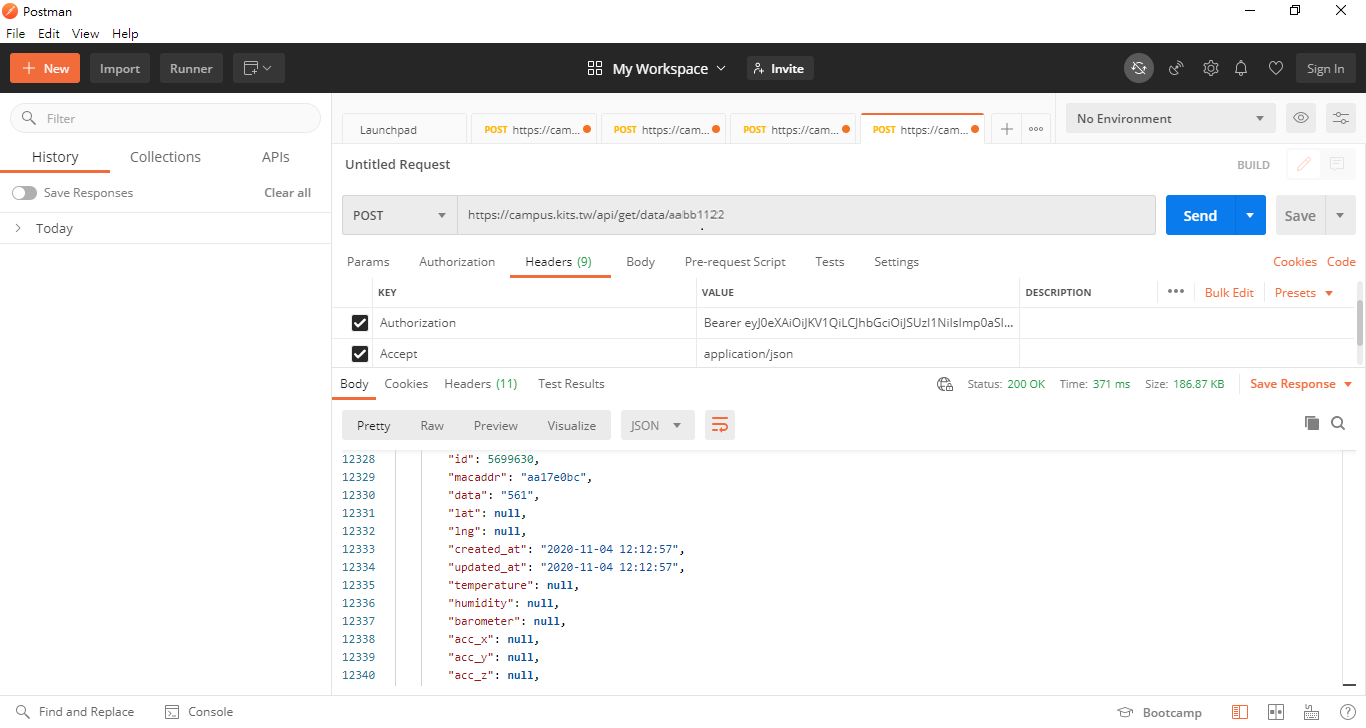 Postman
File Edit View Help
New Import Runner My Workspace Invite Sign In
Filter
History Collections APIs
Save Responses Clear all
Today
Launchpad POST https://cam... POST https://cam... POST https://cam... POST https://cam... No Environment
Untitled Request BUILD
POST https://campus.kits.tw/api/get/data/aabb1122 Send Save
Params Authorization Headers (9) Body Pre-request Script Tests Settings Cookies Code
KEY VALUE DESCRIPTION ••• Bulk Edit Presets
Authorization Bearer eyJ0eXAiOiJKV1QiLCJhbGciOiJSUzI1NiIsImp0aSI...
Accept application/json
Body Cookies Headers (11) Test Results Status: 200 OK Time: 371 ms Size: 186.87 KB Save Response
Pretty Raw Preview Visualize JSON
12328 "id": 5699630,
12329 "macaddr": "aa17e0bc",
12330 "data": "561",
12331 "lat": null,
12332 "lng": null,
12333 "created_at": "2020-11-04 12:12:57",
12334 "updated_at": "2020-11-04 12:12:57",
12335 "temperature": null,
12336 "humidity": null,
12337 "barometer": null,
12338 "acc_x": null,
12339 "acc_y": null,
12340 "acc_z": null,
Find and Replace Console Bootcamp